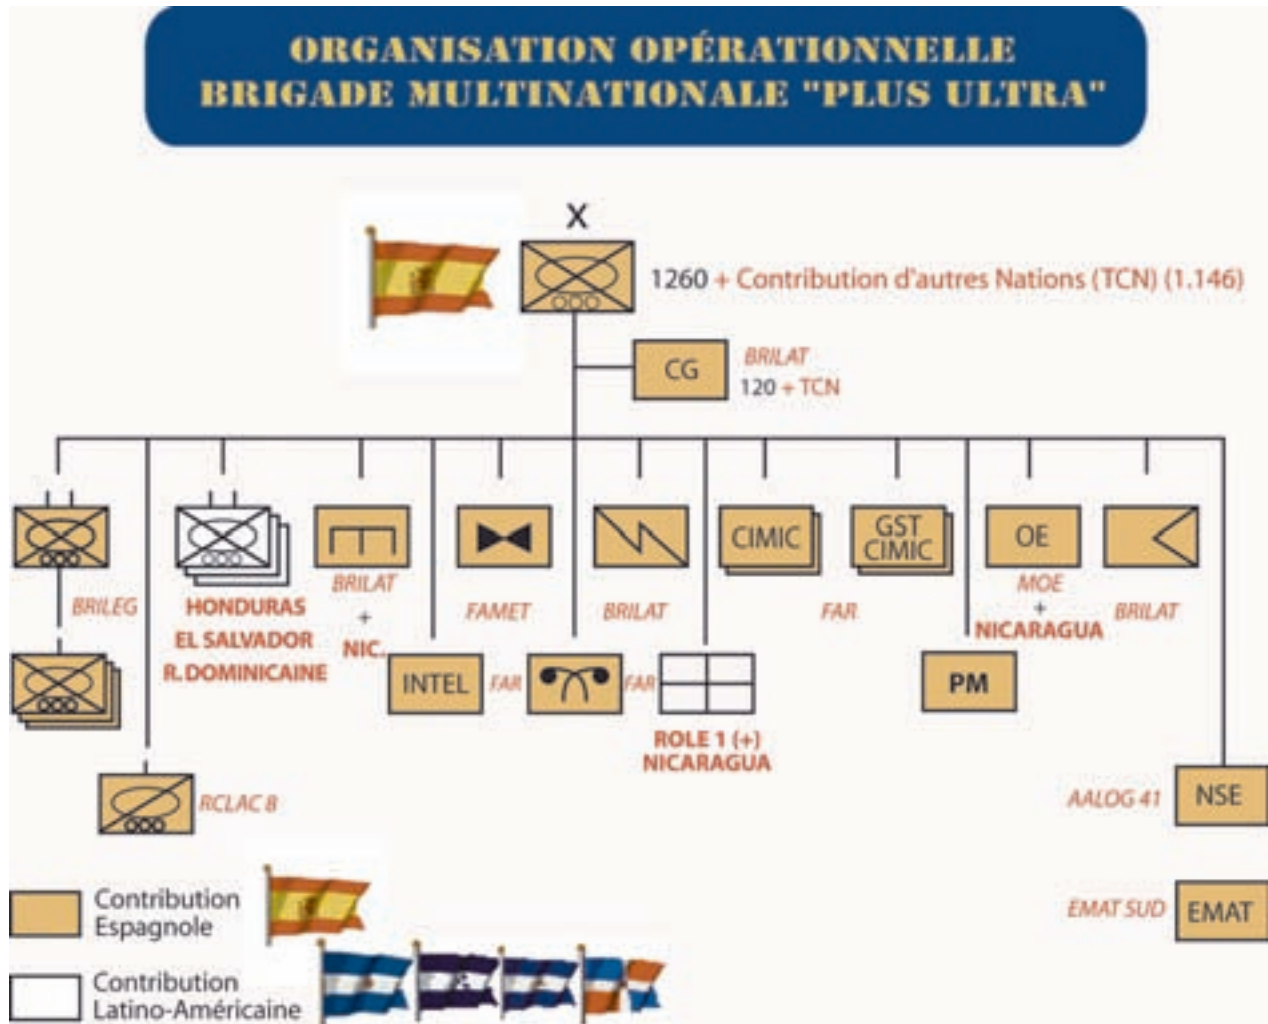 ORGANISATION OPÉRATIONNELLE
BRIGADE MULTINATIONALE "PLUS ULTRA"
X
1260 + Contribution d'autres Nations (TCN) (1.146)
CG
BRILAT
120 + TCN
BRILEG
HONDURAS
EL SALVADOR
R. DOMINICAINE
BRILAT
+
NIC.
FAMET
BRILAT
CIMIC
GST
CIMIC
FAR
OE
MOE
+
NICARAGUA
BRILAT
INTEL
FAR
FAR
ROLE 1 (+)
NICARAGUA
PM
RCLAC 8
AALOG 41
NSE
EMAT SUD
EMAT
Contribution
Espagnole
Contribution
Latino-Américaine